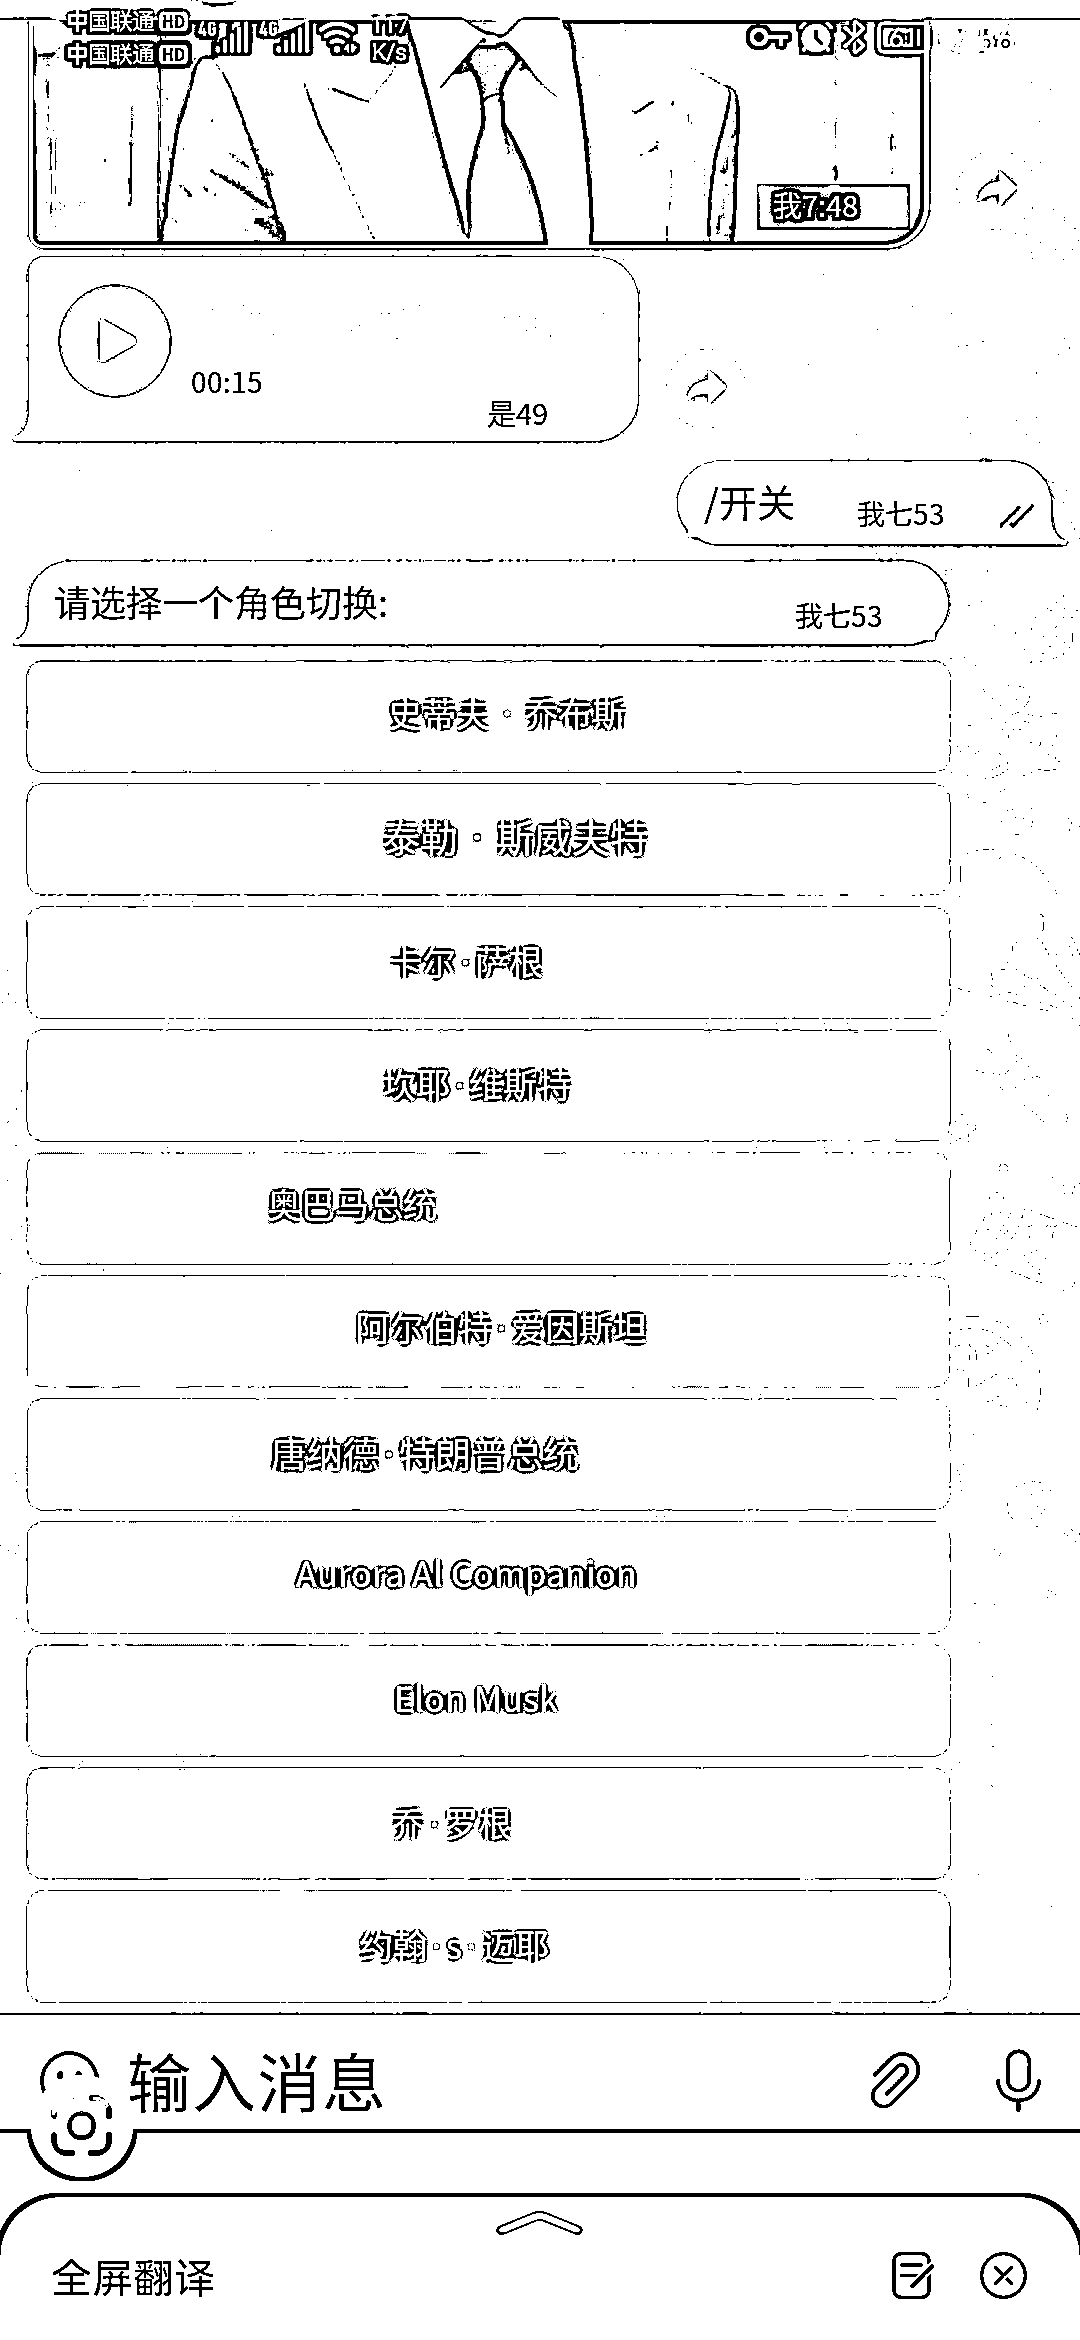 中国联通 HD 4G 4G 117 K/s
中国联通 HD
我7:48
00:15
是49
/开关 我七53
请选择一个角色切换: 我七53
史蒂夫·乔布斯
泰勒·斯威夫特
卡尔·萨根
坎耶·维斯特
奥巴马总统
阿尔伯特·爱因斯坦
唐纳德·特朗普总统
Aurora AI Companion
Elon Musk
乔·罗根
约翰·s·迈耶
输入消息
全屏翻译